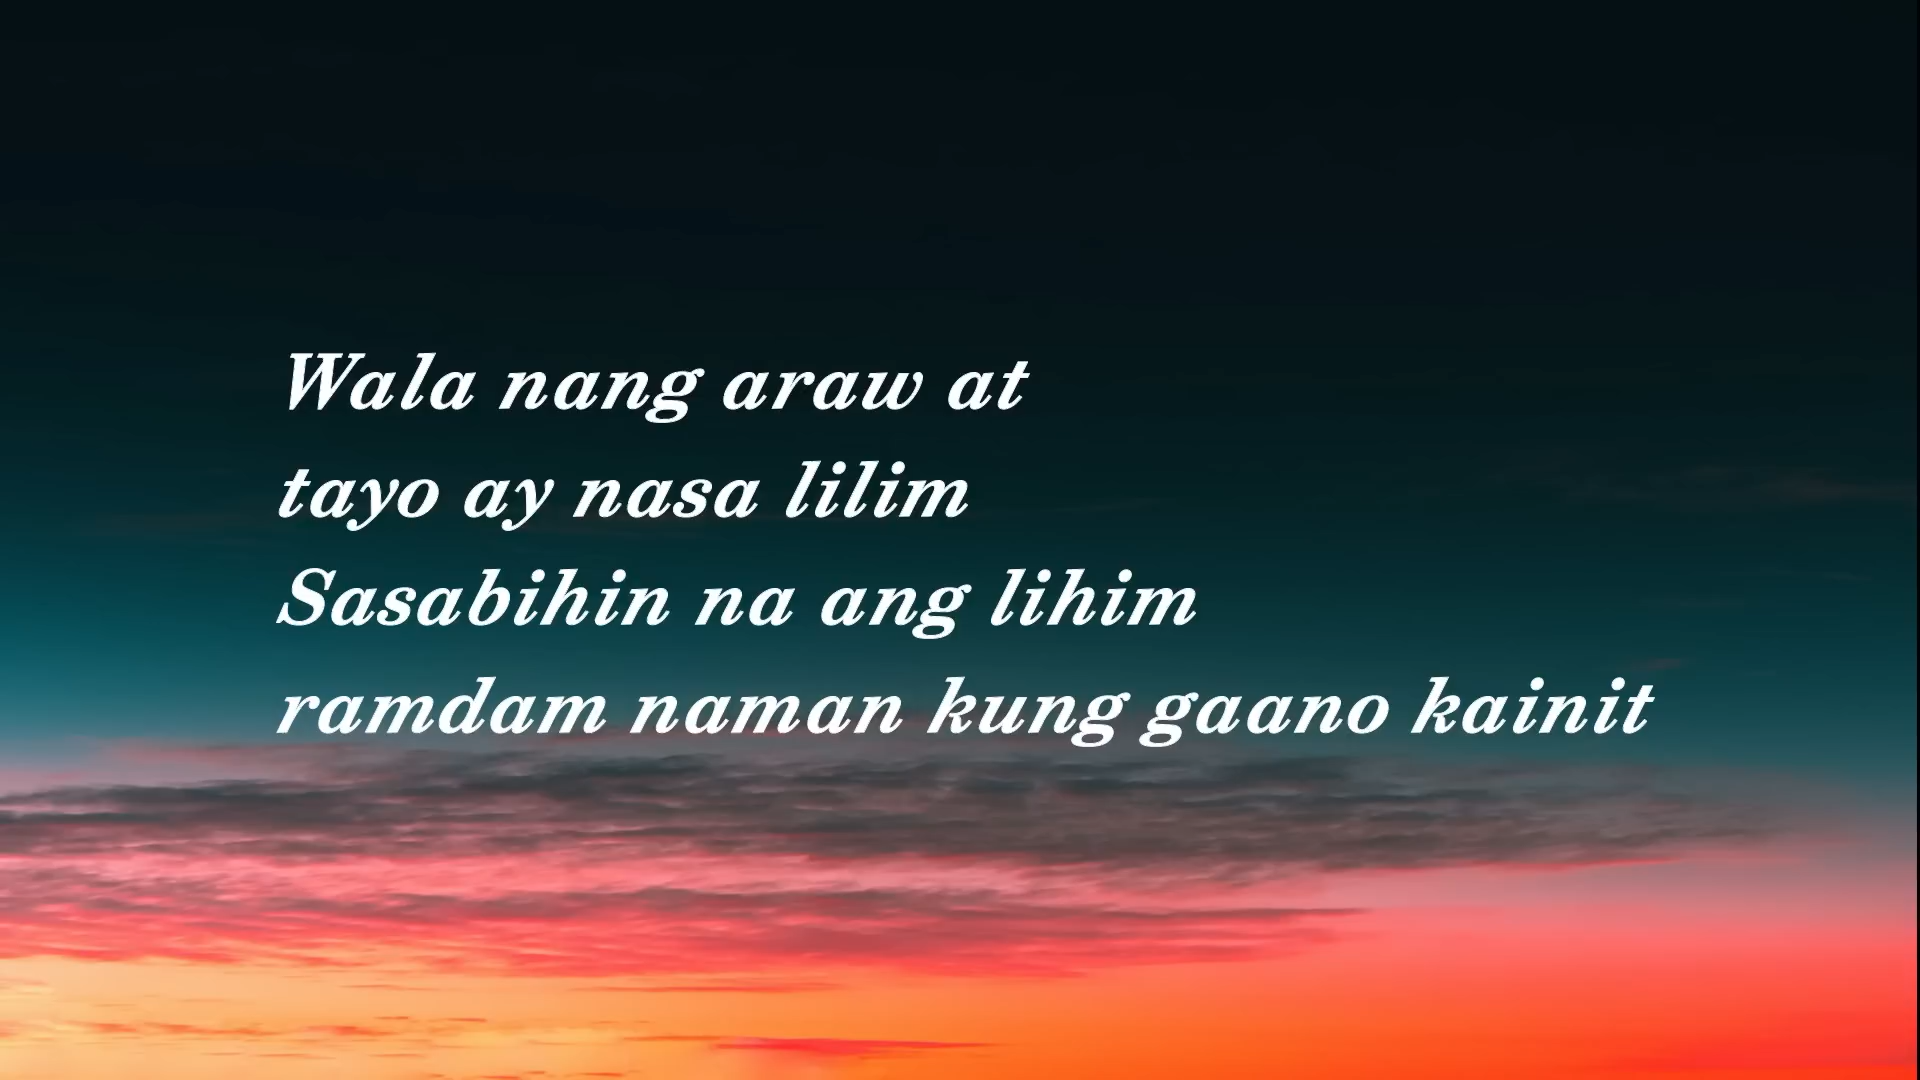 Wala nang araw at
tayo ay nasa lilim
Sasabihin na ang lihim
ramdam naman kung gaano kainit